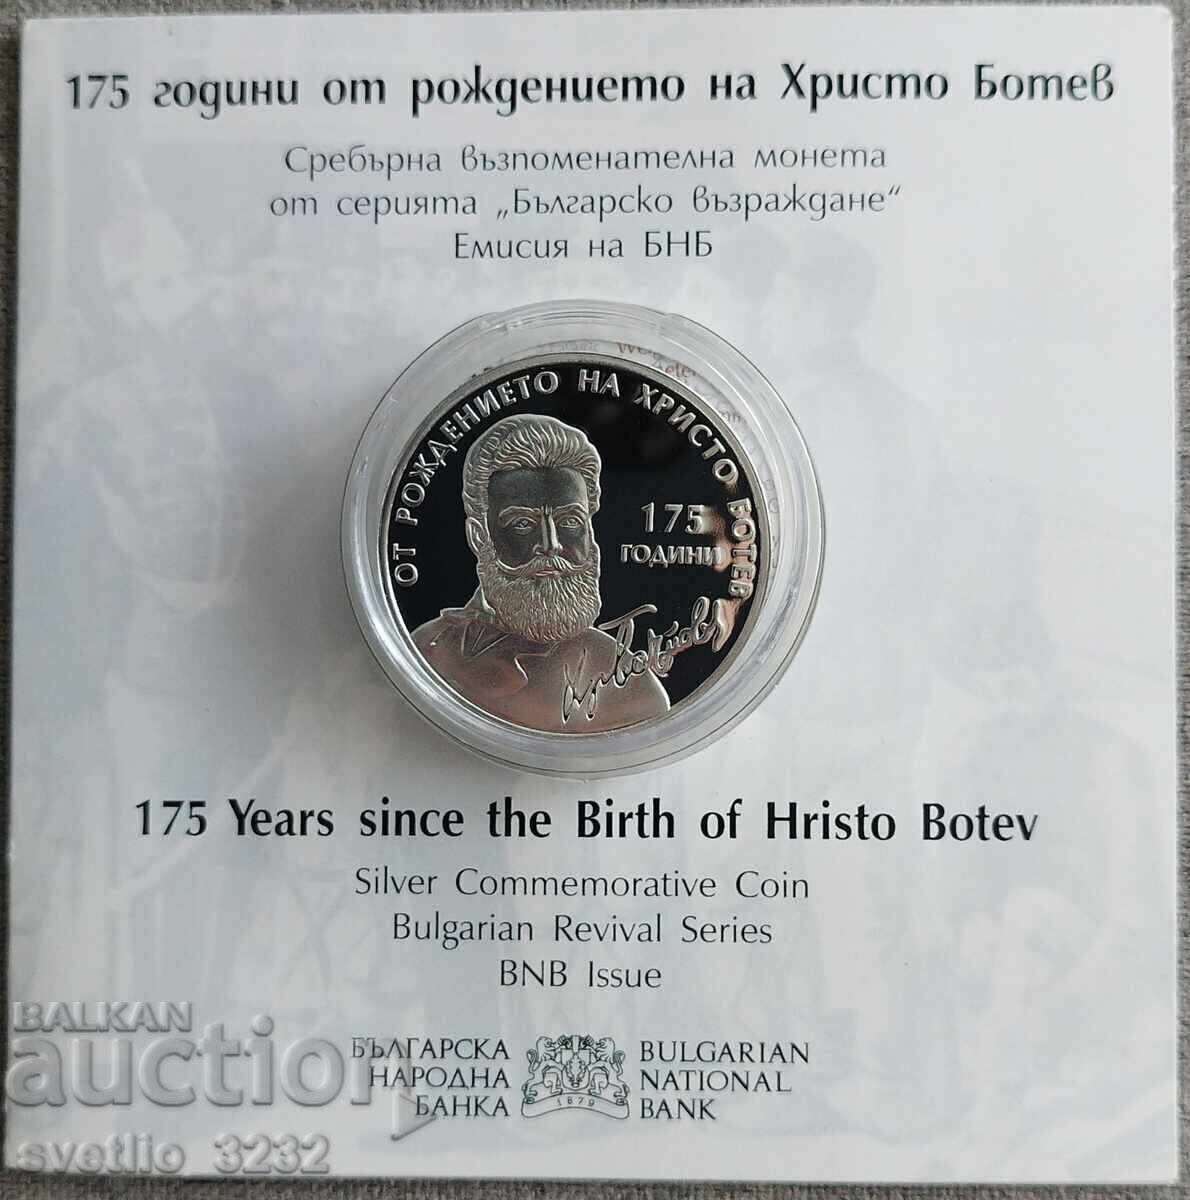 175 години от рождението на Христо Ботев
Сребърна възпоменателна монета
от серията „Българско възраждане“
Емисия на БНБ
ОТ РОЖДЕНИЕТО НА ХРИСТО БОТЕВ
175
ГОДИНИ
175 Years since the Birth of Hristo Botev
Silver Commemorative Coin
Bulgarian Revival Series
BNB Issue
БЪЛГАРСКА
НАРОДНА
БАНКА
1879
BULGARIAN
NATIONAL
BANK
BALKAN
auction
svetlio_3232